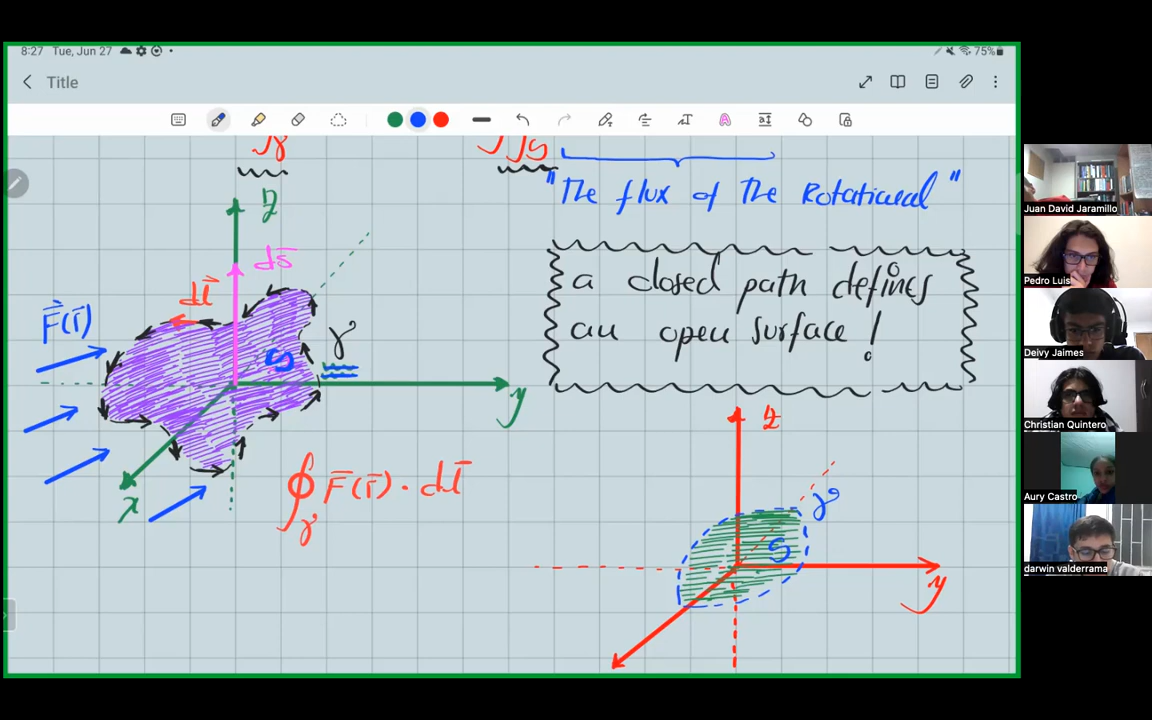 8:27 Tue, Jun 27
75%
Title
∫γ
∫∫S
"The flux of The Rotational"
z
dS̄
dl⃗
F⃗(r̄)
S
γ
y
x
a closed path defines
an open surface!
∮γ F̄(r̄) · dl̄
z
γ
S
y
Juan David Jaramillo
Pedro Luis
Deivy Jaimes
Christian Quintero
Aury Castro
darwin valderrama